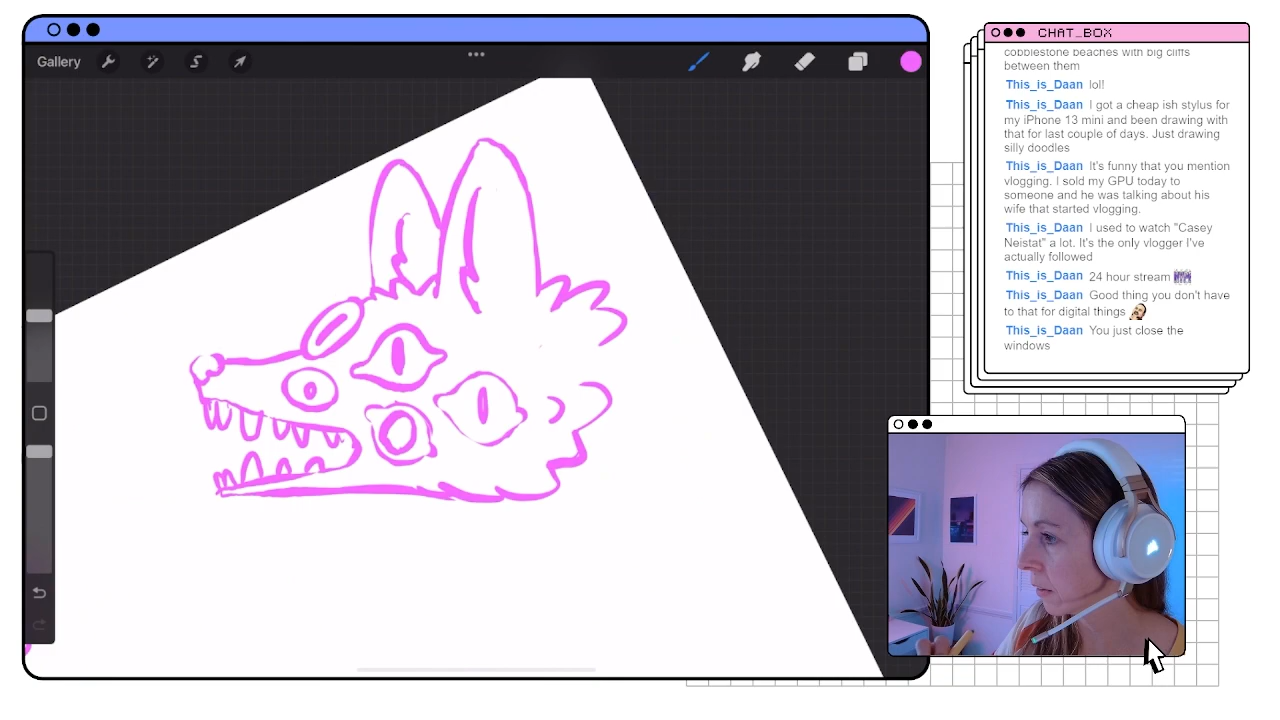 Gallery
CHAT_BOX
cobblestone beaches with big cliffs
between them
This_is_Daan lol!
This_is_Daan I got a cheap ish stylus for
my iPhone 13 mini and been drawing with
that for last couple of days. Just drawing
silly doodles
This_is_Daan It's funny that you mention
vlogging. I sold my GPU today to
someone and he was talking about his
wife that started vlogging.
This_is_Daan I used to watch "Casey
Neistat" a lot. It's the only vlogger I've
actually followed
This_is_Daan 24 hour stream
This_is_Daan Good thing you don't have
to that for digital things
This_is_Daan You just close the
windows